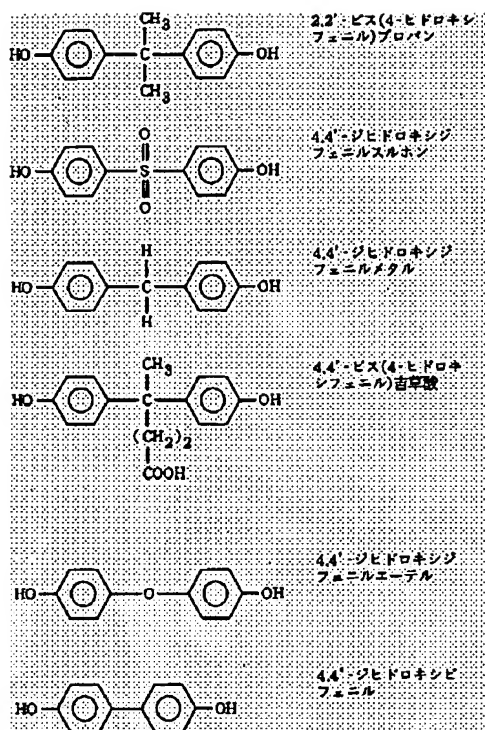 CH3
HO C OH
CH3
2,2'-ビス(4-ヒドロキシ
フェニル)プロパン
O
HO S OH
O
4,4'-ジヒドロキシジ
フェニルスルホン
H
HO C OH
H
4,4'-ジヒドロキシジ
フェニルメタル
CH3
HO C OH
(CH2)2
COOH
4,4'-ビス(4-ヒドロキ
シフェニル)吉草酸
HO O OH
4,4'-ジヒドロキシジ
フェニルエーテル
HO OH
4,4'-ジヒドロキシビ
フェニル